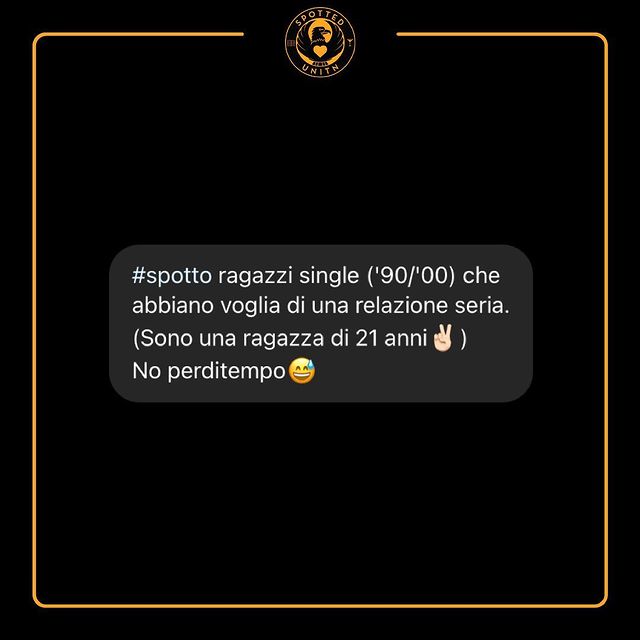 SPOTTED
UNITN
#spotto ragazzi single ('90/'00) che
abbiano voglia di una relazione seria.
(Sono una ragazza di 21 anni✌🏻)
No perditempo😅